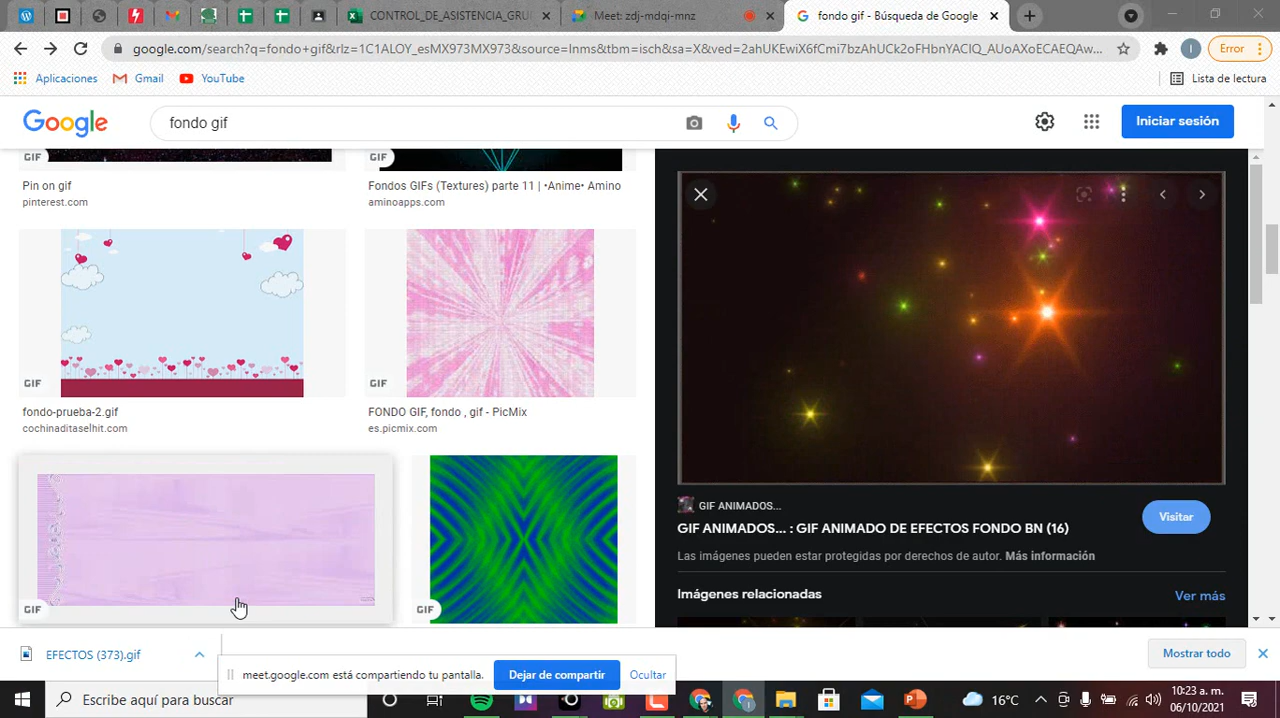 CONTROL_DE_ASISTENCIA_GRU
Meet: zdj-mdqi-mnz
fondo gif - Búsqueda de Google
google.com/search?q=fondo+gif&rlz=1C1ALOY_esMX973MX973&source=lnms&tbm=isch&sa=X&ved=2ahUKEwiX6fCmi7bzAhUCk2oFHbnYACIQ_AUoAXoECAEQAw...
Error
Aplicaciones
Gmail
YouTube
Lista de lectura
Google
fondo gif
Iniciar sesión
GIF
GIF
Pin on gif
pinterest.com
Fondos GIFs (Textures) parte 11 | •Anime• Amino
aminoapps.com
GIF
GIF
fondo-prueba-2.gif
cochinaditaselhit.com
FONDO GIF, fondo , gif - PicMix
es.picmix.com
GIF
GIF
GIF ANIMADOS...
GIF ANIMADOS... : GIF ANIMADO DE EFECTOS FONDO BN (16)
Visitar
Las imágenes pueden estar protegidas por derechos de autor. Más información
Imágenes relacionadas
Ver más
EFECTOS (373).gif
meet.google.com está compartiendo tu pantalla.
Dejar de compartir
Ocultar
Mostrar todo
Escribe aquí para buscar
16°C
10:23 a. m.
06/10/2021